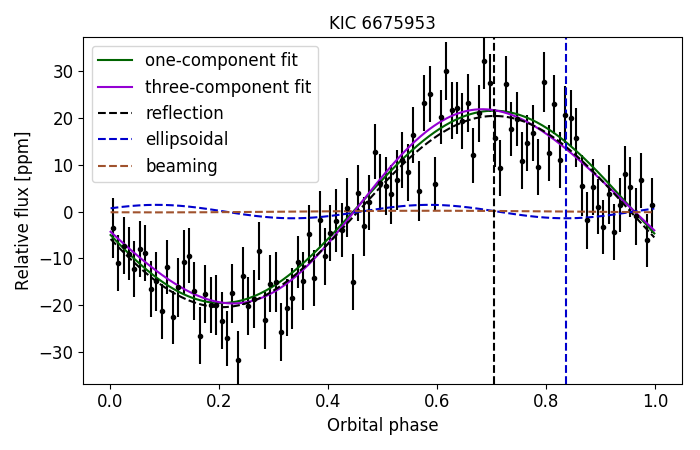 KIC 6675953
one-component fit
three-component fit
reflection
ellipsoidal
beaming
Relative flux [ppm]
30
20
10
0
−10
−20
−30
0.0 0.2 0.4 0.6 0.8 1.0
Orbital phase